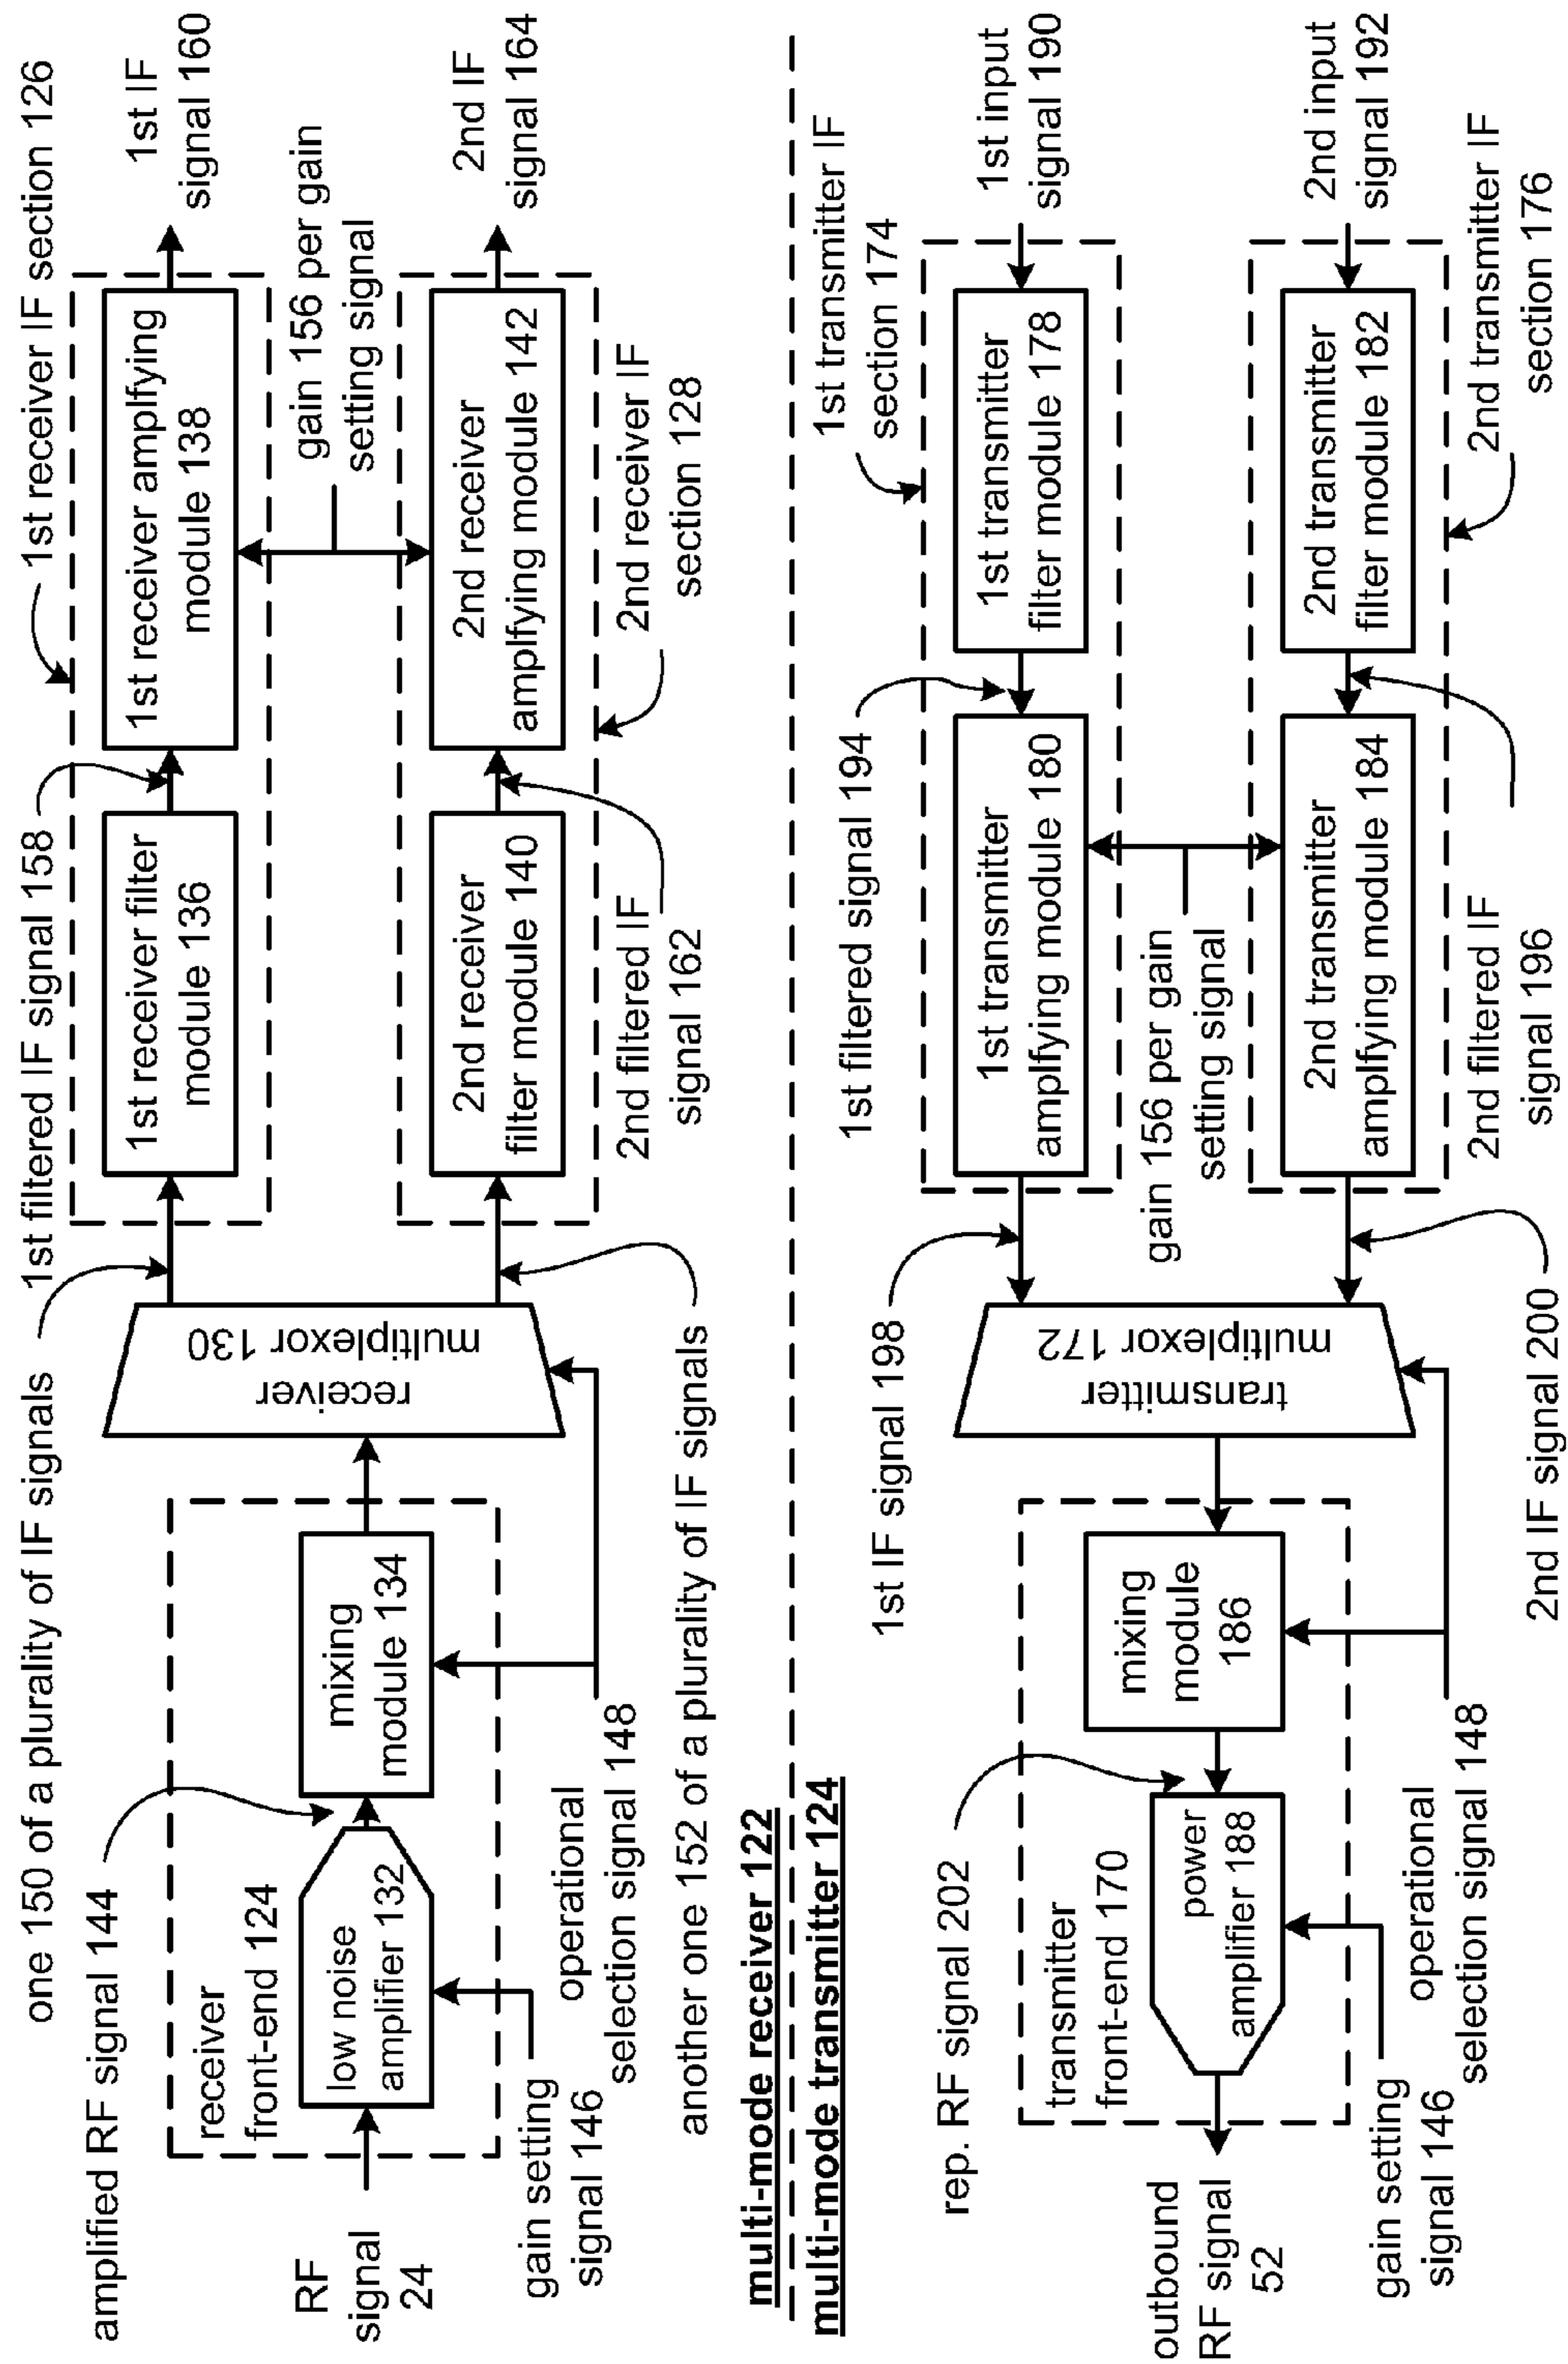 one 150 of a plurality of IF signals
1st filtered IF signal 158
1st receiver IF section 126
amplified RF signal 144
receiver
front-end 124
RF
signal
24
low noise
amplifier 132
mixing
module 134
receiver
multiplexor 130
1st receiver filter
module 136
1st receiver amplifying
module 138
1st IF
signal 160
gain 156 per gain
setting signal
2nd receiver
filter module 140
2nd receiver
amplfying module 142
2nd IF
signal 164
gain setting
signal 146
operational
selection signal 148
2nd filtered IF
signal 162
2nd receiver IF
section 128
another one 152 of a plurality of IF signals
multi-mode receiver 122
multi-mode transmitter 124
1st IF signal 198
1st filtered signal 194
1st transmitter IF
section 174
rep. RF signal 202
transmitter
front-end 170
outbound
RF signal
52
power
amplifier 188
mixing
module
186
transmitter
multiplexor 172
1st transmitter
amplfying module 180
1st transmitter
filter module 178
1st input
signal 190
gain 156 per gain
setting signal
2nd transmitter
amplfying module 184
2nd transmitter
filter module 182
2nd input
signal 192
gain setting
signal 146
operational
selection signal 148
2nd IF signal 200
2nd filtered IF
signal 196
2nd transmitter IF
section 176